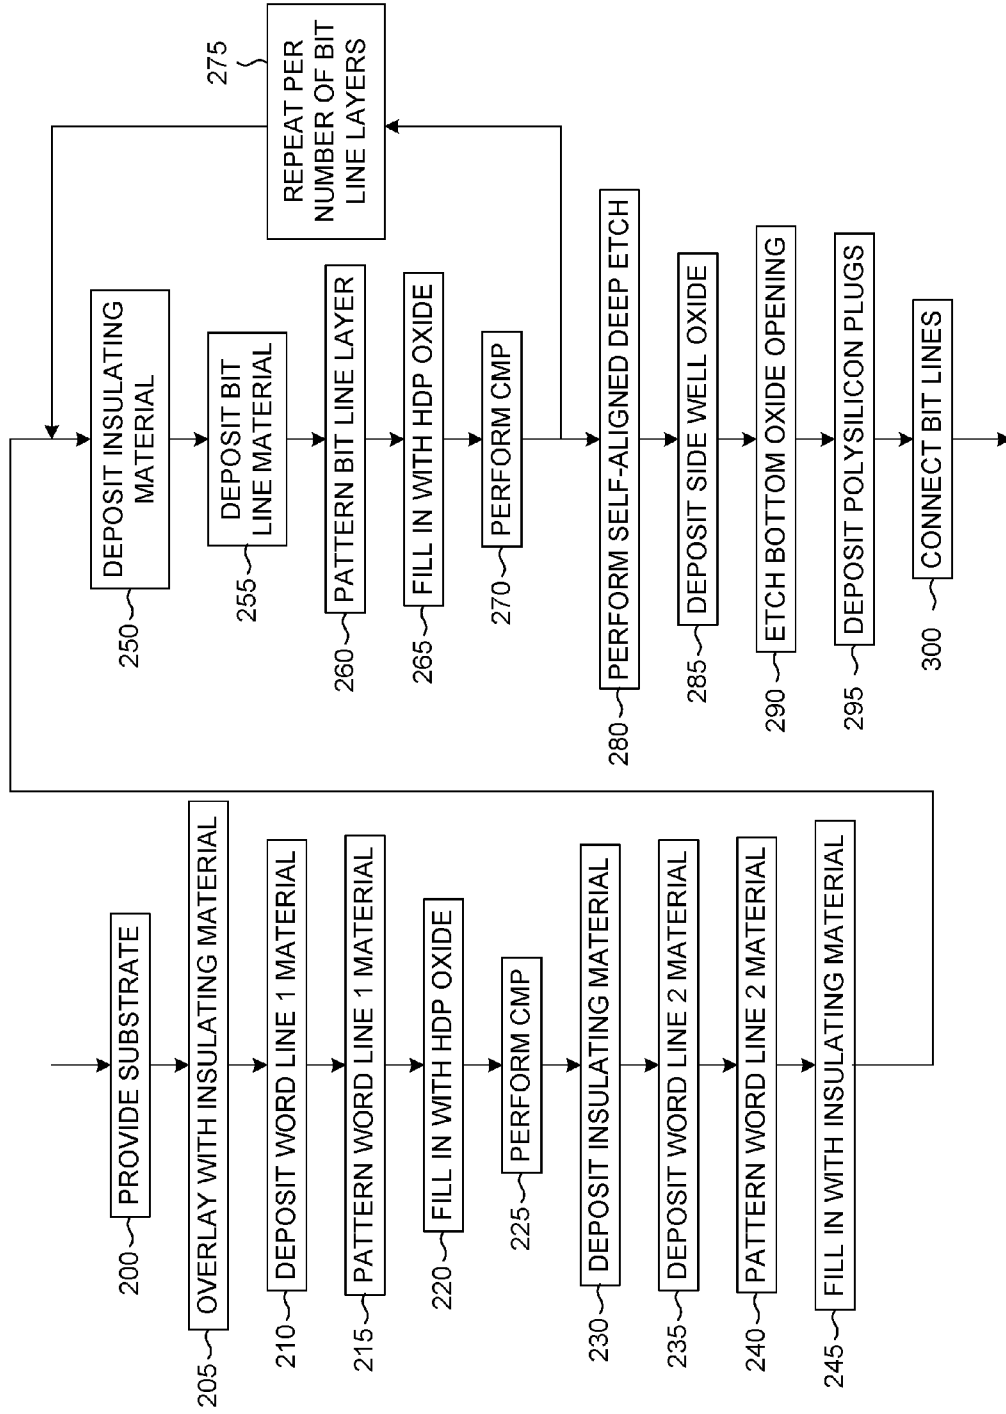 PROVIDE SUBSTRATE
200
OVERLAY WITH INSULATING MATERIAL
205
DEPOSIT WORD LINE 1 MATERIAL
210
PATTERN WORD LINE 1 MATERIAL
215
FILL IN WITH HDP OXIDE
220
PERFORM CMP
225
DEPOSIT INSULATING MATERIAL
230
DEPOSIT WORD LINE 2 MATERIAL
235
PATTERN WORD LINE 2 MATERIAL
240
FILL IN WITH INSULATING MATERIAL
245
DEPOSIT INSULATING
MATERIAL
250
DEPOSIT BIT
LINE MATERIAL
255
PATTERN BIT LINE LAYER
260
FILL IN WITH HDP OXIDE
265
PERFORM CMP
270
REPEAT PER
NUMBER OF BIT
LINE LAYERS
275
PERFORM SELF-ALIGNED DEEP ETCH
280
DEPOSIT SIDE WELL OXIDE
285
ETCH BOTTOM OXIDE OPENING
290
DEPOSIT POLYSILICON PLUGS
295
CONNECT BIT LINES
300